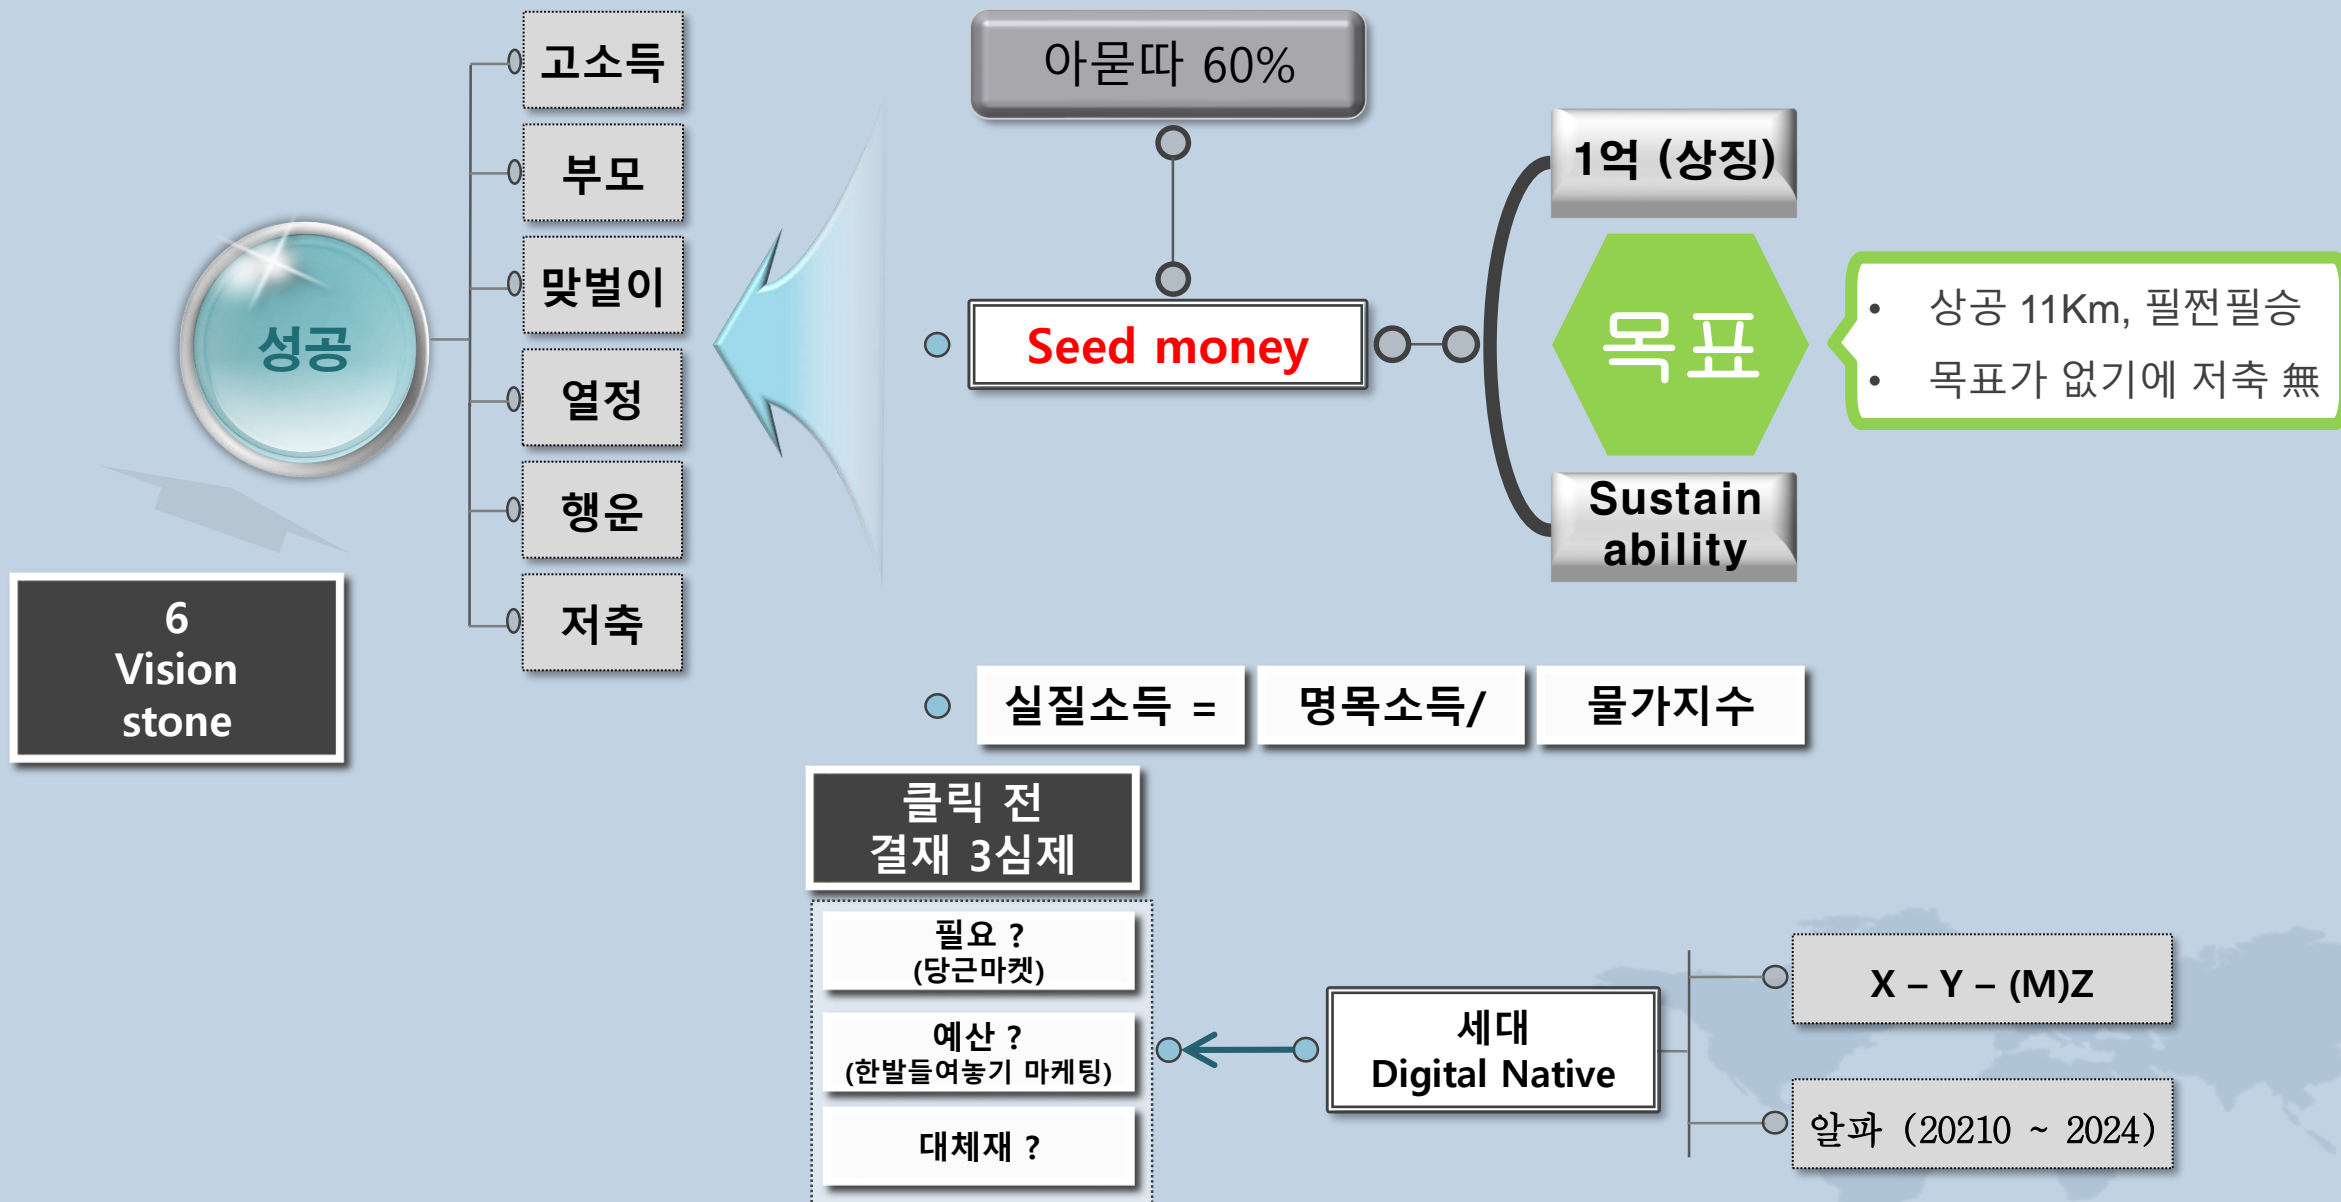 고소득
부모
맞벌이
열정
행운
저축
성공
6
Vision
stone
아묻따 60%
Seed money
1억 (상징)
목표
Sustain
ability
• 상공 11Km, 필쩐필승
• 목표가 없기에 저축 無
실질소득 =
명목소득/
물가지수
클릭 전
결재 3심제
필요 ?
(당근마켓)
예산 ?
(한발들여놓기 마케팅)
대체재 ?
세대
Digital Native
X – Y – (M)Z
알파 (20210 ~ 2024)